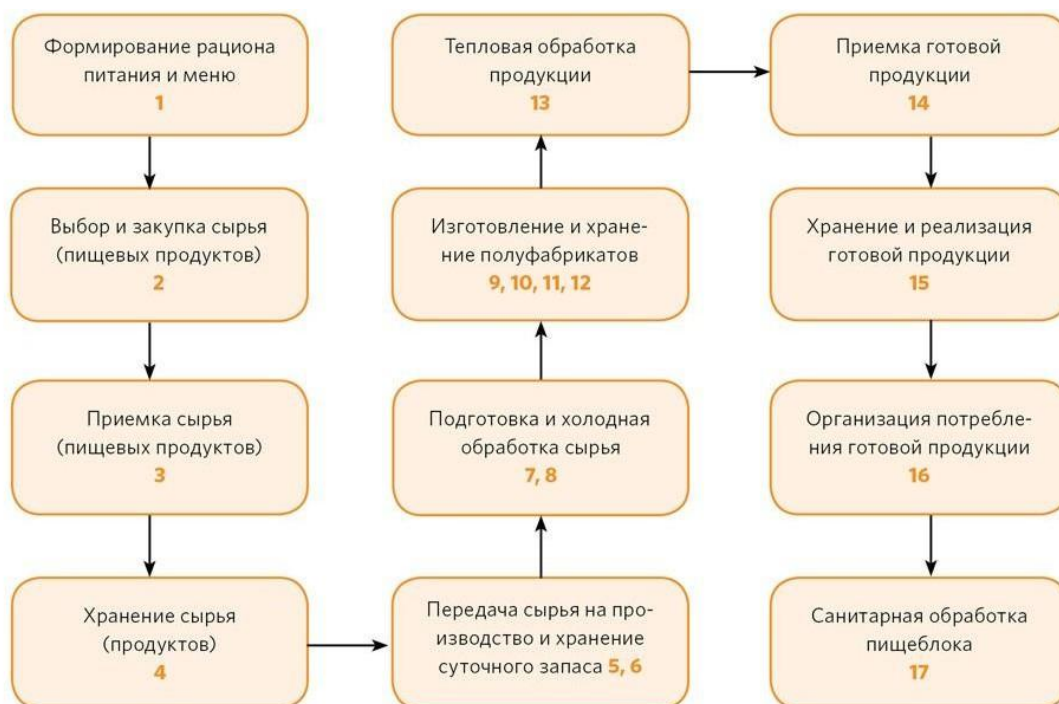 Формирование рациона
питания и меню
1
Выбор и закупка сырья
(пищевых продуктов)
2
Приемка сырья
(пищевых продуктов)
3
Хранение сырья
(продуктов)
4
Передача сырья на про-
изводство и хранение
суточного запаса 5, 6
Подготовка и холодная
обработка сырья
7, 8
Изготовление и хране-
ние полуфабрикатов
9, 10, 11, 12
Тепловая обработка
продукции
13
Приемка готовой
продукции
14
Хранение и реализация
готовой продукции
15
Организация потребле-
ния готовой продукции
16
Санитарная обработка
пищеблока
17